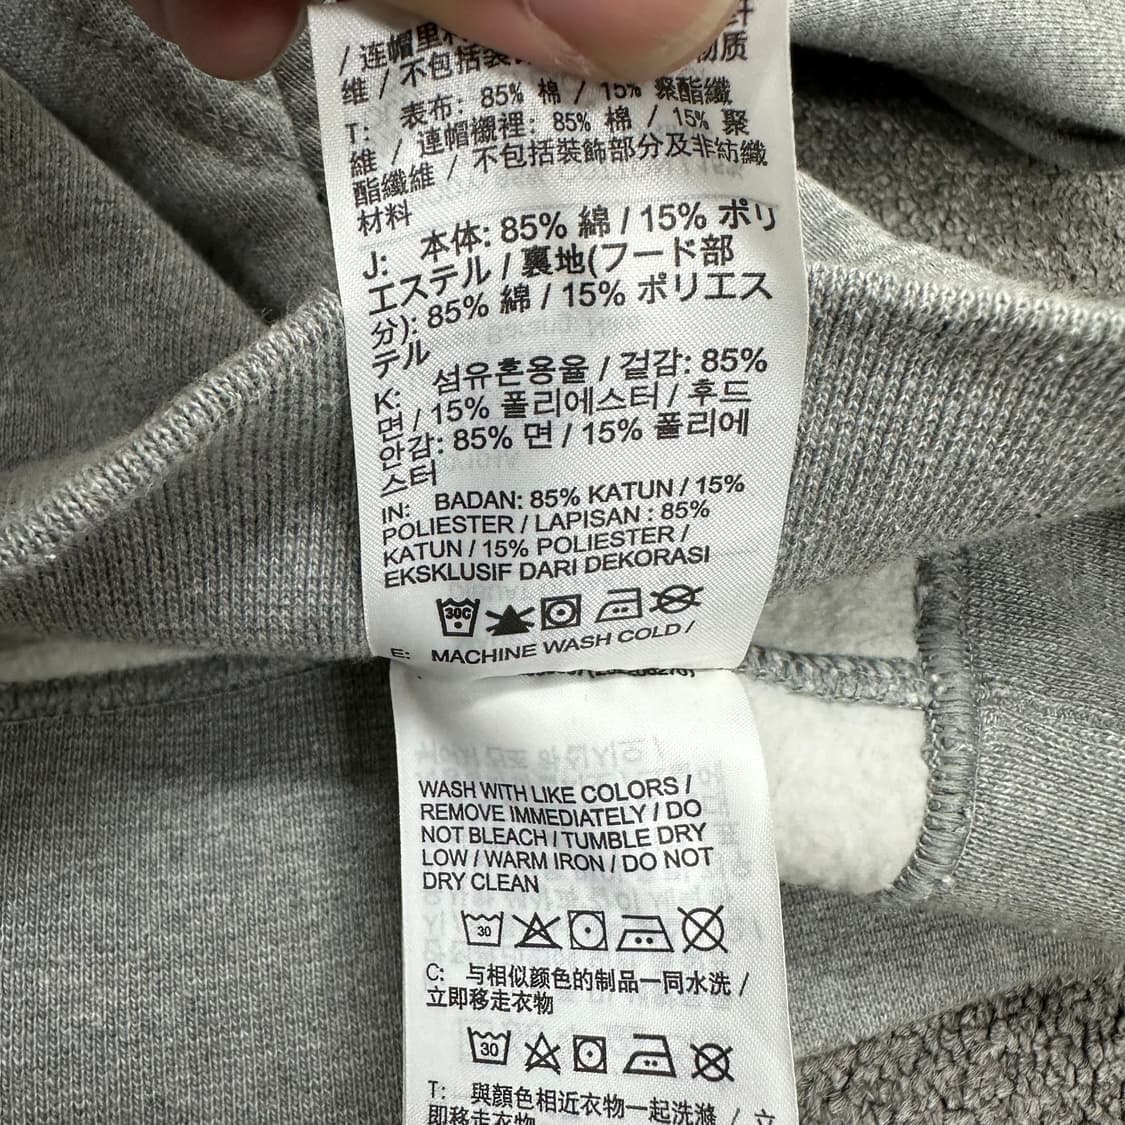 / 连帽里
维 / 不包括装 物质
T: 表布: 85% 棉 / 15% 聚酯纖
維 / 連帽襯裡: 85% 棉 / 15% 聚
酯纖維 / 不包括裝飾部分及非紡織
材料
J: 本体: 85% 綿 / 15% ポリ
エステル / 裏地(フード部
分): 85% 綿 / 15% ポリエス
テル
K: 섬유혼용율 / 겉감: 85%
면 / 15% 폴리에스터 / 후드
안감: 85% 면 / 15% 폴리에
스터
IN: BADAN: 85% KATUN / 15%
POLIESTER / LAPISAN : 85%
KATUN / 15% POLIESTER /
EKSKLUSIF DARI DEKORASI
30C
E: MACHINE WASH COLD /
WASH WITH LIKE COLORS /
REMOVE IMMEDIATELY / DO
NOT BLEACH / TUMBLE DRY
LOW / WARM IRON / DO NOT
DRY CLEAN
30
C: 与相似颜色的制品一同水洗 /
立即移走衣物
30
T: 與顏色相近衣物一起洗滌 / 立
即移走衣物